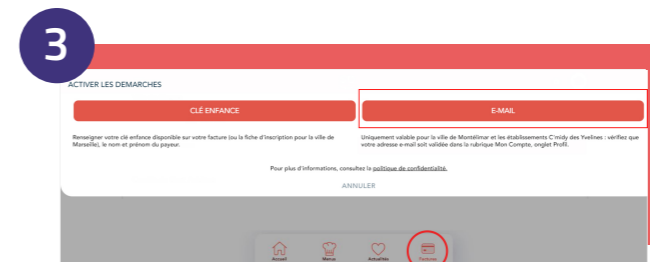 3
ACTIVER LES DEMARCHES
CLÉ ENFANCE
E-MAIL
Renseigner votre clé enfance disponible sur votre facture (ou la fiche d'inscription pour la ville de
Marseille), le nom et prénom du payeur.
Uniquement valable pour la ville de Montélimar et les établissements C'midy des Yvelines : vérifiez que
votre adresse e-mail soit validée dans la rubrique Mon Compte, onglet Profil.
Pour plus d'informations, consultez la politique de confidentialité.
ANNULER
Accueil Menus Actualités Démarches